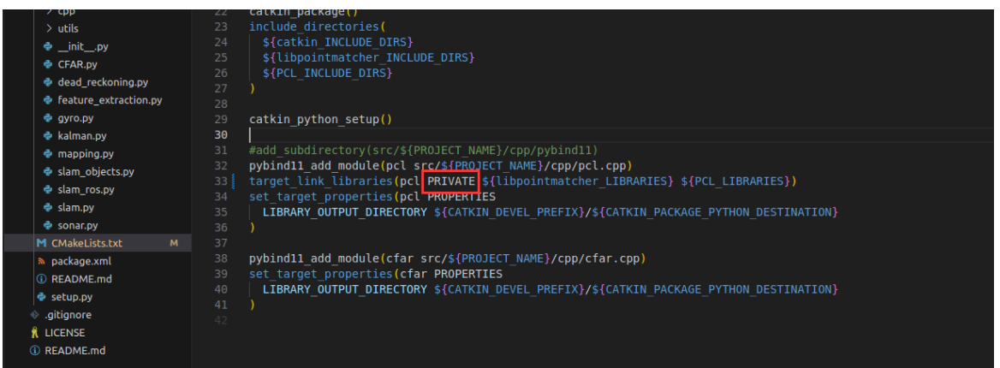 cpp
utils
__init__.py
CFAR.py
dead_reckoning.py
feature_extraction.py
gyro.py
kalman.py
mapping.py
slam_objects.py
slam_ros.py
slam.py
sonar.py
CMakeLists.txt M
package.xml
README.md
setup.py
.gitignore
LICENSE
README.md
22 catkin_package()
23 include_directories(
24 ${catkin_INCLUDE_DIRS}
25 ${libpointmatcher_INCLUDE_DIRS}
26 ${PCL_INCLUDE_DIRS}
27 )
28
29 catkin_python_setup()
30
31 #add_subdirectory(src/${PROJECT_NAME}/cpp/pybind11)
32 pybind11_add_module(pcl src/${PROJECT_NAME}/cpp/pcl.cpp)
33 target_link_libraries(pcl PRIVATE ${libpointmatcher_LIBRARIES} ${PCL_LIBRARIES})
34 set_target_properties(pcl PROPERTIES
35 LIBRARY_OUTPUT_DIRECTORY ${CATKIN_DEVEL_PREFIX}/${CATKIN_PACKAGE_PYTHON_DESTINATION}
36 )
37
38 pybind11_add_module(cfar src/${PROJECT_NAME}/cpp/cfar.cpp)
39 set_target_properties(cfar PROPERTIES
40 LIBRARY_OUTPUT_DIRECTORY ${CATKIN_DEVEL_PREFIX}/${CATKIN_PACKAGE_PYTHON_DESTINATION}
41 )
42